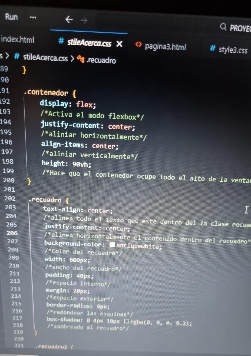 Run ... ← → PROYE
index.html # stileAcerca.css × <> pagina3.html # style3.css
s > # stileAcerca.css > .recuadro
189 }
190
191 .contenedor {
192 display: flex;
193 /*Activa el modo flexbox*/
194 justify-content: center;
195 /*aliniar horizontalmente*/
196 align-items: center;
197 /*aliniar verticalmente*/
198 height: 90vh;
199 /*Hace que el contenedor ocupe todo el alto de la venta
200 }
201
202 .recuadro {
203 text-align: center;
204 /*alinea todo el texto que este dentro del la clase recua
205 justify-content: center;
206 /*alinea horizontalmente el contenido dentro del recuadro*
207 background-color: antiquewhite;
208 /*color del recuadro*/
209 width: 600px;
210 /*ancho del recuadro*/
211 padding: 40px;
212 /*espacio interno*/
213 margin: 20px;
214 /*espacio exterior*/
215 border-radius: 8px;
216 /*redondear las esquinas*/
217 box-shadow: 0 4px 10px rgba(0, 0, 0, 0.2);
218 /*sombreado al recuadro*/
219 }
220
221 .recuadro2 {